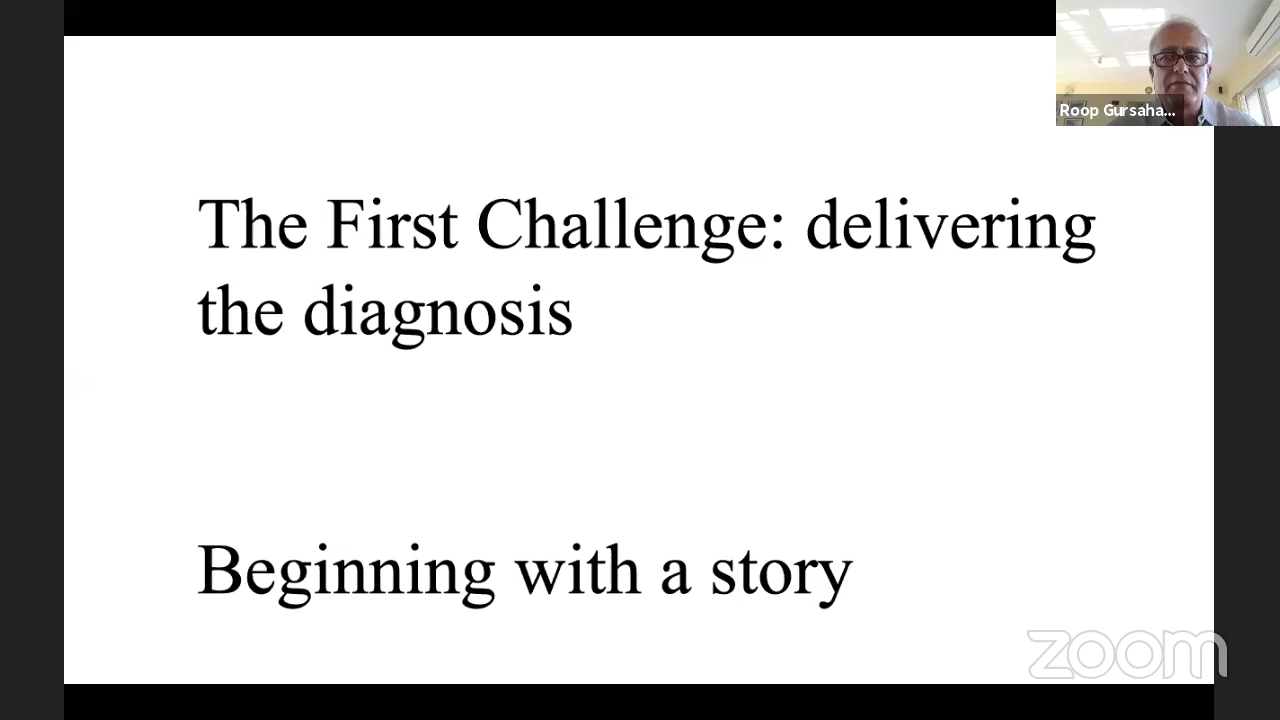 Roop Gursaha...
The First Challenge: delivering
the diagnosis
Beginning with a story
zoom